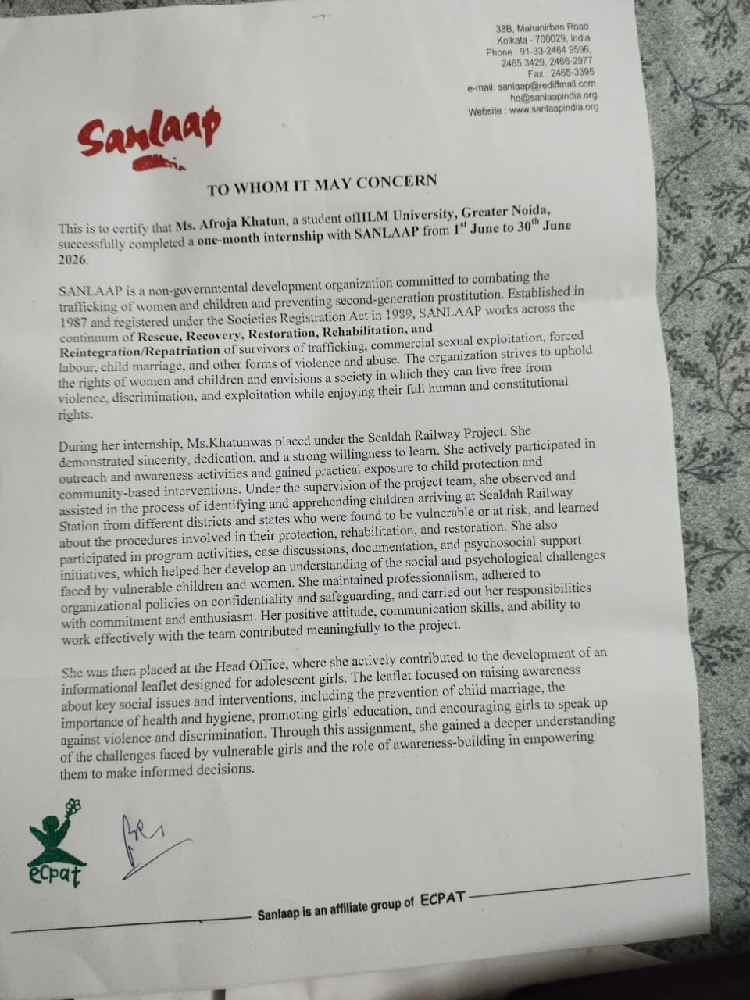 38B, Mahanirban Road
Kolkata - 700029, India
Phone : 91-33-2464 9596,
2465 3429, 2466-2977
Fax : 2465-3395
e-mail: sanlaap@rediffmail.com
hq@sanlaapindia.org
Website : www.sanlaapindia.org
Sanlaap
TO WHOM IT MAY CONCERN
This is to certify that Ms. Afroja Khatun, a student ofIILM University, Greater Noida,
successfully completed a one-month internship with SANLAAP from 1st June to 30th June
2026.
SANLAAP is a non-governmental development organization committed to combating the
trafficking of women and children and preventing second-generation prostitution. Established in
1987 and registered under the Societies Registration Act in 1989, SANLAAP works across the
continuum of Rescue, Recovery, Restoration, Rehabilitation, and
Reintegration/Repatriation of survivors of trafficking, commercial sexual exploitation, forced
labour, child marriage, and other forms of violence and abuse. The organization strives to uphold
the rights of women and children and envisions a society in which they can live free from
violence, discrimination, and exploitation while enjoying their full human and constitutional
rights.
During her internship, Ms.Khatunwas placed under the Sealdah Railway Project. She
demonstrated sincerity, dedication, and a strong willingness to learn. She actively participated in
outreach and awareness activities and gained practical exposure to child protection and
community-based interventions. Under the supervision of the project team, she observed and
assisted in the process of identifying and apprehending children arriving at Sealdah Railway
Station from different districts and states who were found to be vulnerable or at risk, and learned
about the procedures involved in their protection, rehabilitation, and restoration. She also
participated in program activities, case discussions, documentation, and psychosocial support
initiatives, which helped her develop an understanding of the social and psychological challenges
faced by vulnerable children and women. She maintained professionalism, adhered to
organizational policies on confidentiality and safeguarding, and carried out her responsibilities
with commitment and enthusiasm. Her positive attitude, communication skills, and ability to
work effectively with the team contributed meaningfully to the project.
She was then placed at the Head Office, where she actively contributed to the development of an
informational leaflet designed for adolescent girls. The leaflet focused on raising awareness
about key social issues and interventions, including the prevention of child marriage, the
importance of health and hygiene, promoting girls' education, and encouraging girls to speak up
against violence and discrimination. Through this assignment, she gained a deeper understanding
of the challenges faced by vulnerable girls and the role of awareness-building in empowering
them to make informed decisions.
ecpat
Sanlaap is an affiliate group of ECPAT